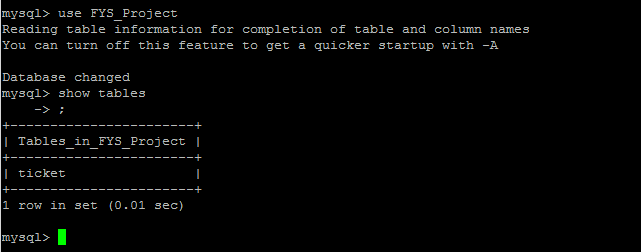 mysql> use FYS_Project
Reading table information for completion of table and column names
You can turn off this feature to get a quicker startup with -A

Database changed
mysql> show tables
    -> ;
+-----------------------+
| Tables_in_FYS_Project |
+-----------------------+
| ticket                |
+-----------------------+
1 row in set (0.01 sec)

mysql>